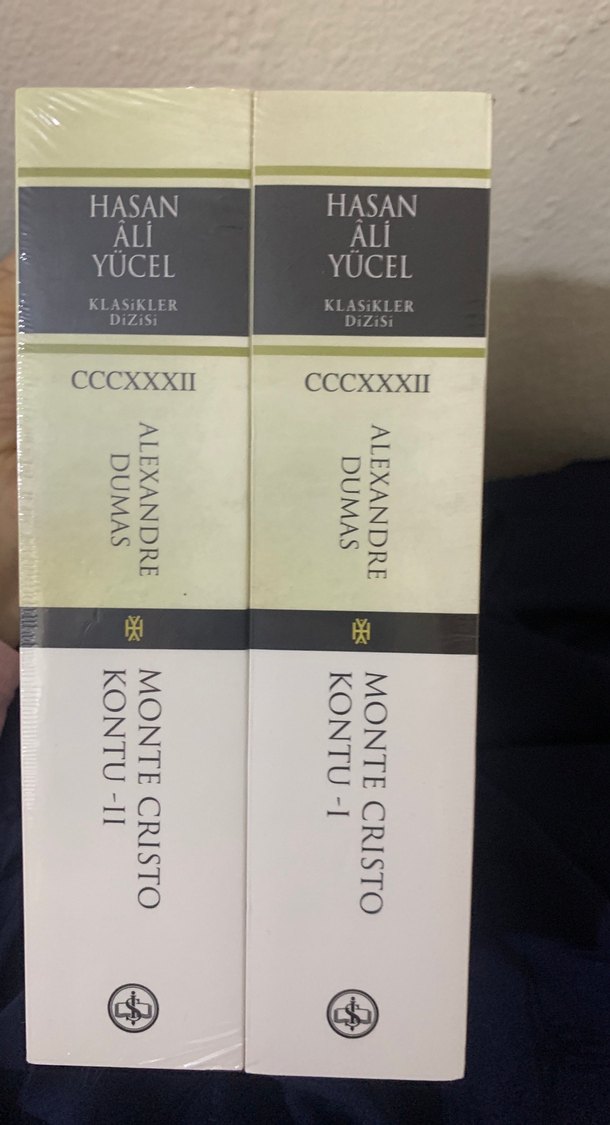 HASAN
ÂLİ
YÜCEL
KLASİKLER
DİZİSİ
CCCXXXII
ALEXANDRE
DUMAS
MONTE CRISTO
KONTU -II
HASAN
ÂLİ
YÜCEL
KLASİKLER
DİZİSİ
CCCXXXII
ALEXANDRE
DUMAS
MONTE CRISTO
KONTU -I